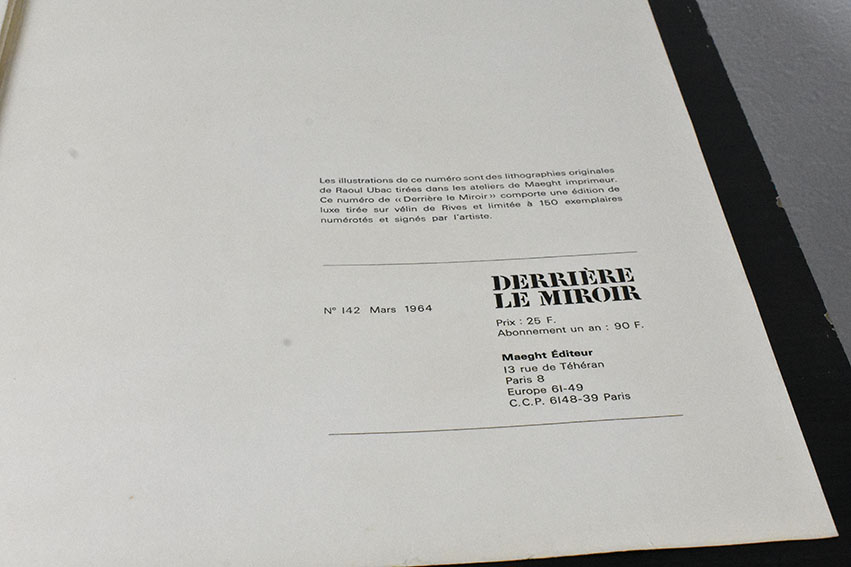 Les illustrations de ce numéro sont des lithographies originales
de Raoul Ubac tirées dans les ateliers de Maeght imprimeur.
Ce numéro de «Derrière le Miroir» comporte une édition de
luxe tirée sur vélin de Rives et limitée à 150 exemplaires
numérotés et signés par l'artiste.
N° 142 Mars 1964
DERRIÈRE
LE MIROIR
Prix : 25 F.
Abonnement un an : 90 F.
Maeght Éditeur
13 rue de Téhéran
Paris 8
Europe 61-49
C.C.P. 6148-39 Paris